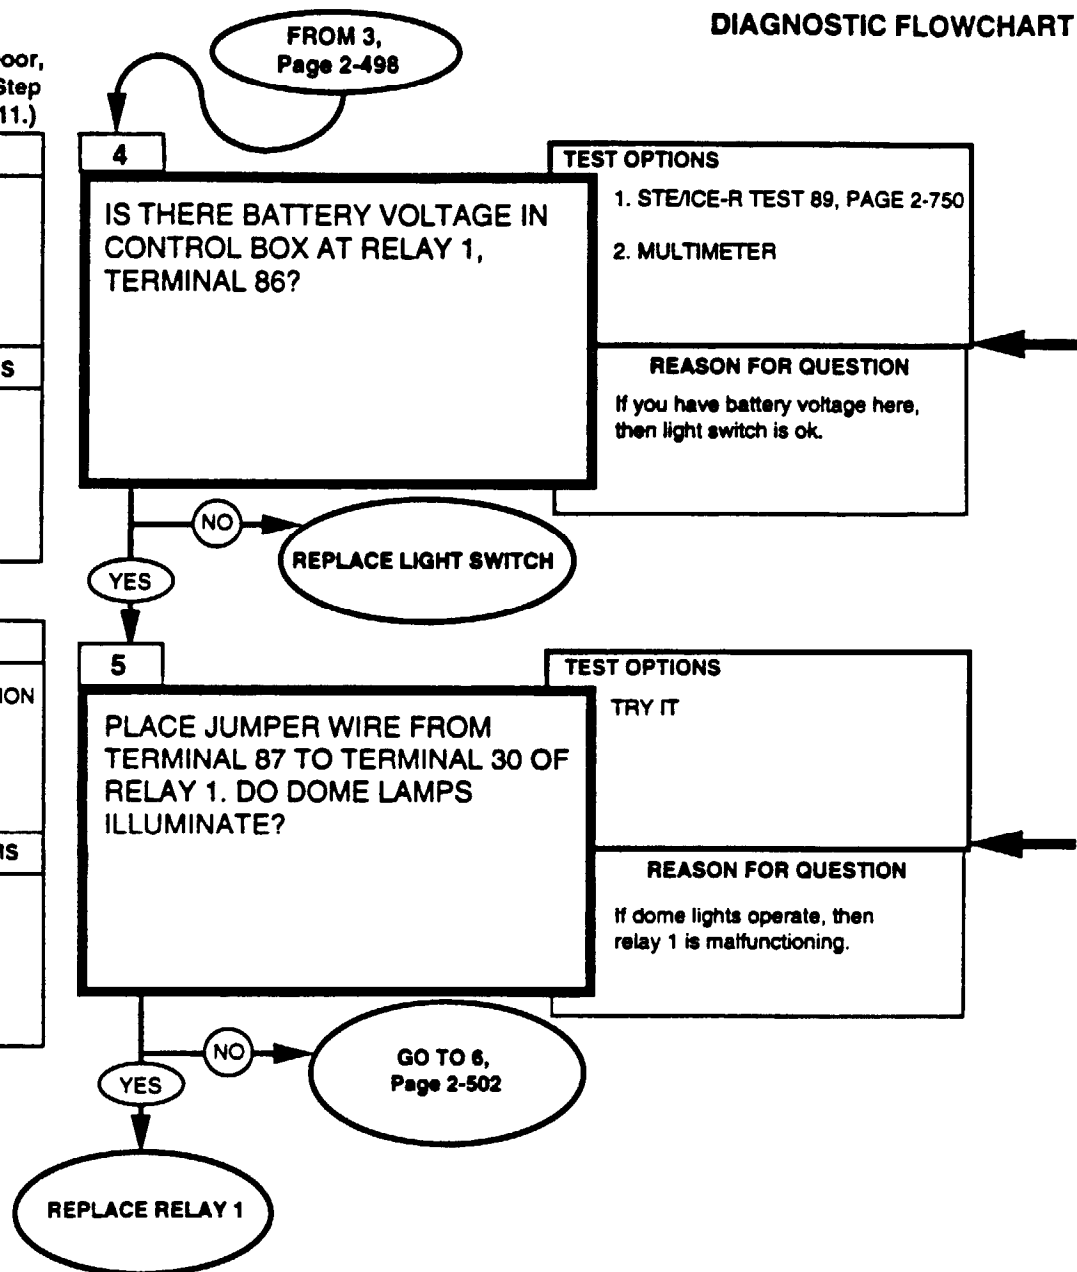 DIAGNOSTIC FLOWCHART
FROM 3,
Page 2-498
Step
11.)
4
IS THERE BATTERY VOLTAGE IN
CONTROL BOX AT RELAY 1,
TERMINAL 86?
TEST OPTIONS
1. STE/ICE-R TEST 89, PAGE 2-750
2. MULTIMETER
REASON FOR QUESTION
If you have battery voltage here,
then light switch is ok.
S
NO
REPLACE LIGHT SWITCH
YES
5
PLACE JUMPER WIRE FROM
TERMINAL 87 TO TERMINAL 30 OF
RELAY 1. DO DOME LAMPS
ILLUMINATE?
TEST OPTIONS
TRY IT
REASON FOR QUESTION
If dome lights operate, then
relay 1 is malfunctioning.
ION
RS
NO
GO TO 6,
Page 2-502
YES
REPLACE RELAY 1